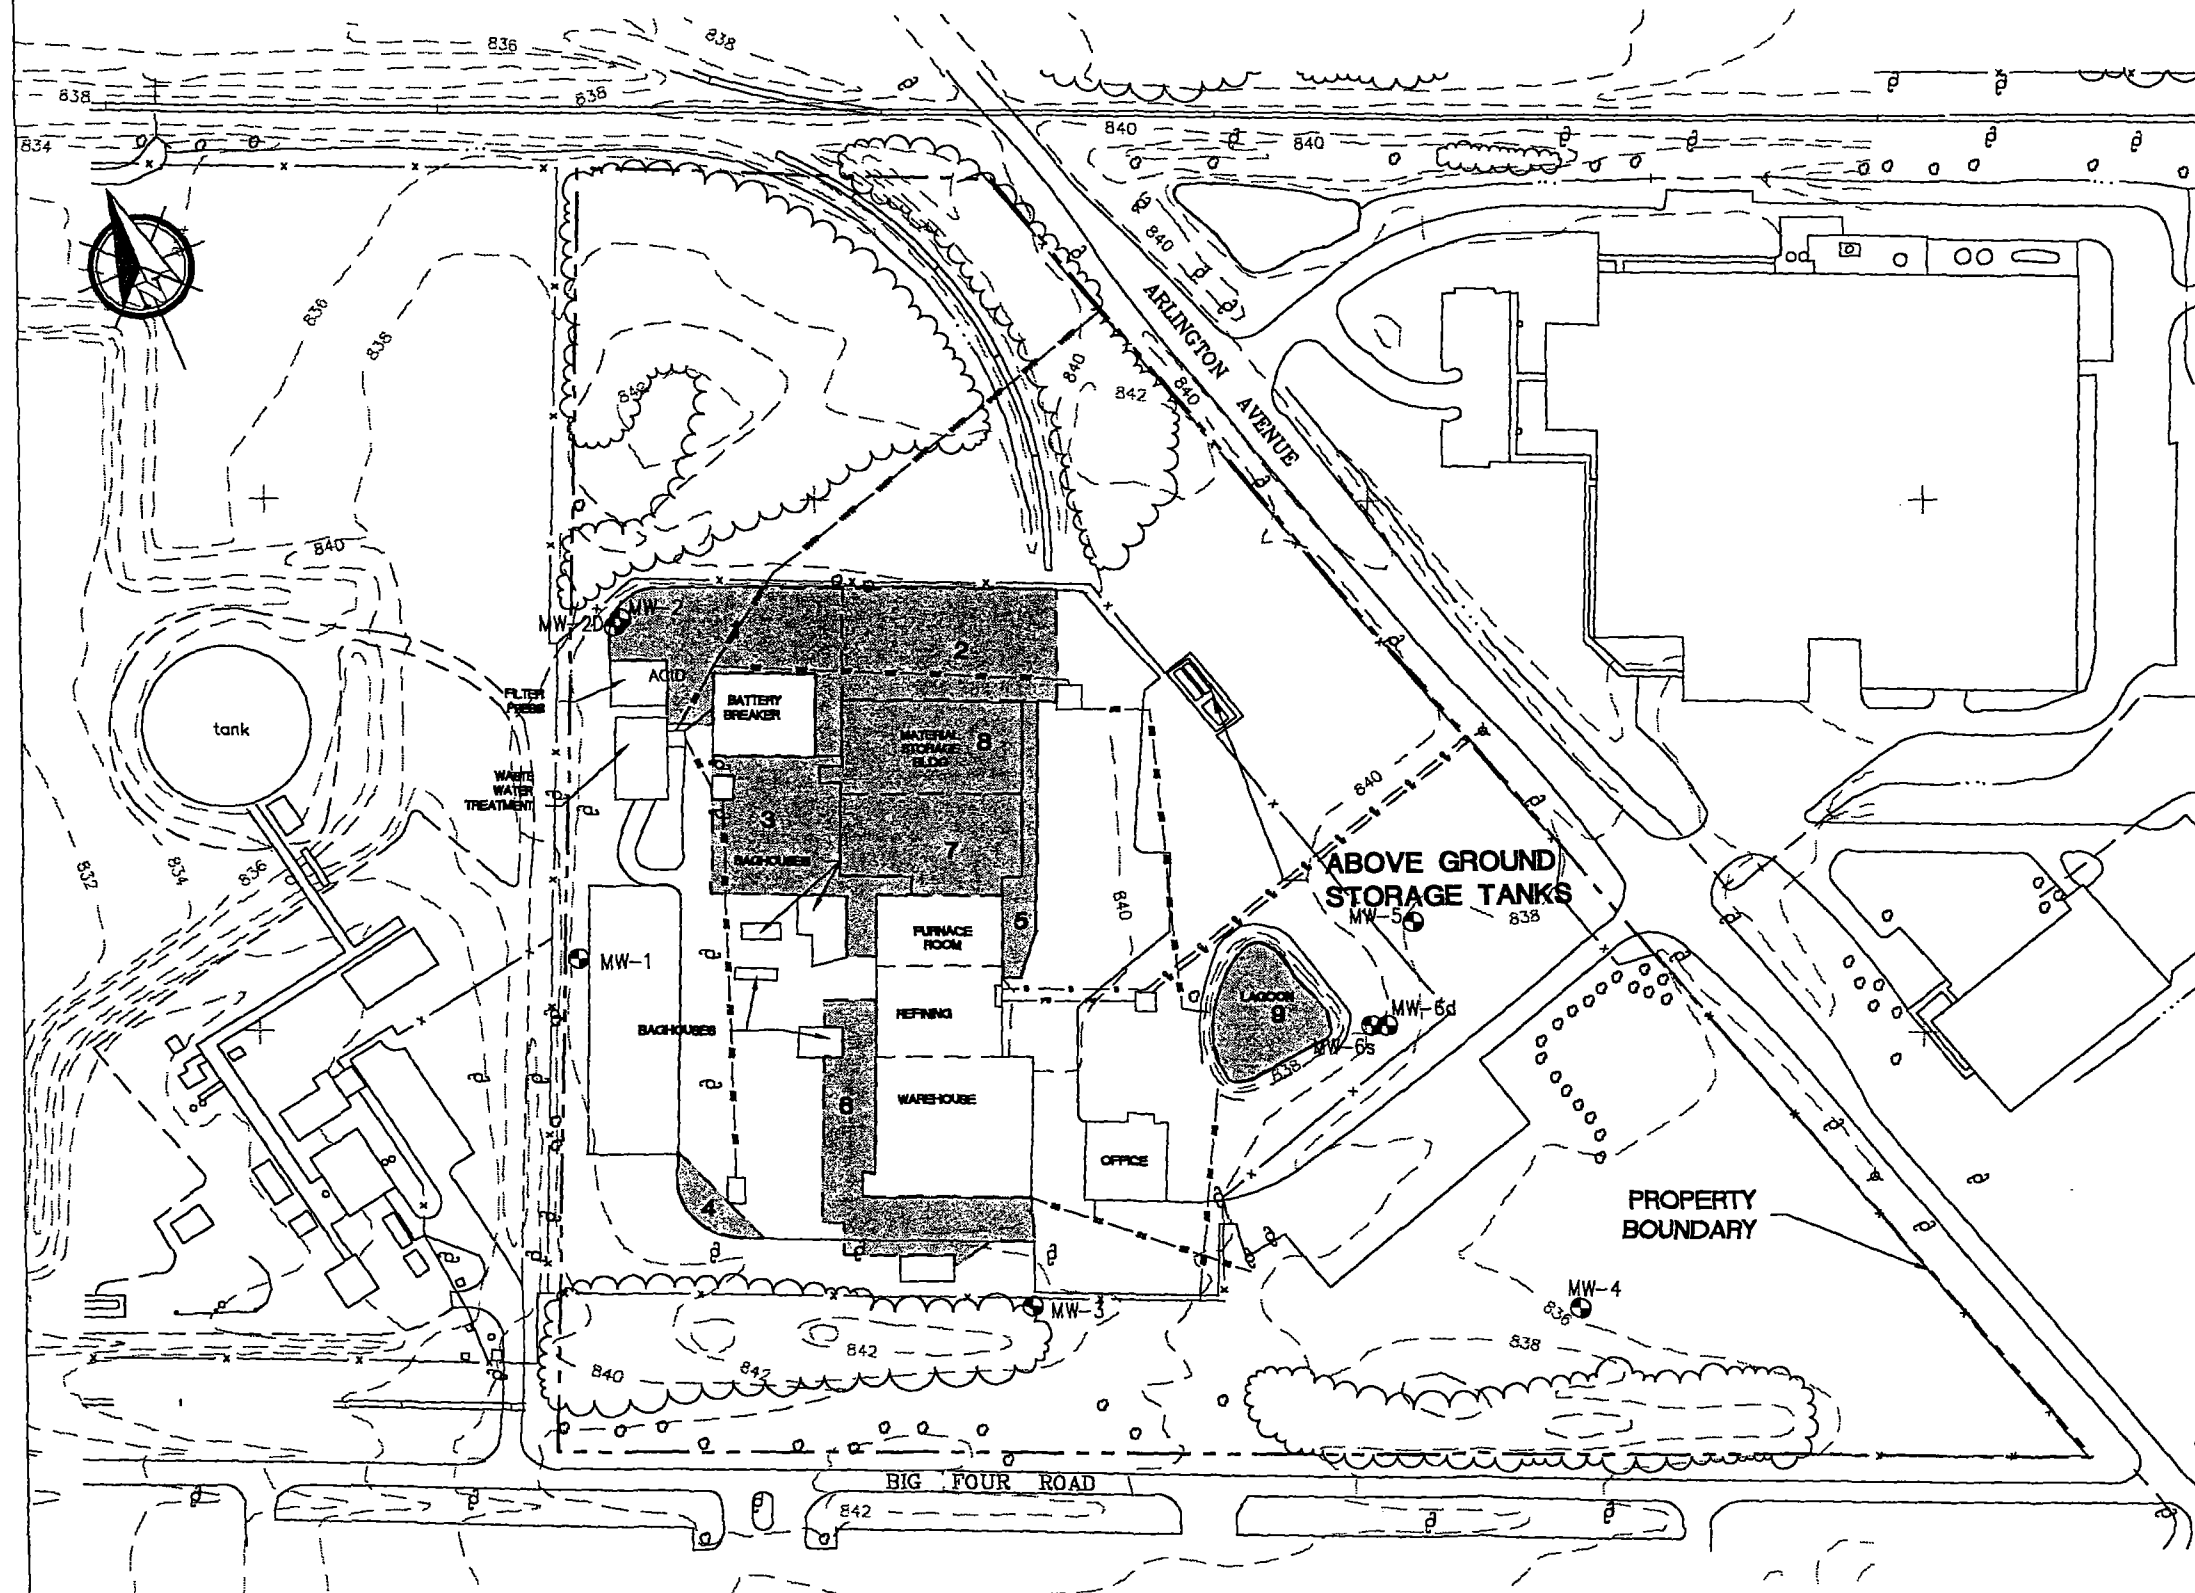 836
838
838
838
834
840
840
840
ARLINGTON
AVENUE
836
838
842
840
842
840
840
MW-2
MW-2D
2
ACID
FILTER
PRESS
BATTERY
BREAKER
tank
MATERIAL
STORAGE
BLDG
8
WASTE
WATER
TREATMENT
840
3
7
BAGHOUSES
ABOVE GROUND
STORAGE TANKS
832
834
836
840
5
MW-5
838
FURNACE
ROOM
MW-1
LAGOON
9
REFINING
MW-6d
BAGHOUSES
MW-6s
838
6
WAREHOUSE
OFFICE
4
PROPERTY
BOUNDARY
MW-3
MW-4
836
838
842
840
842
BIG FOUR ROAD
842